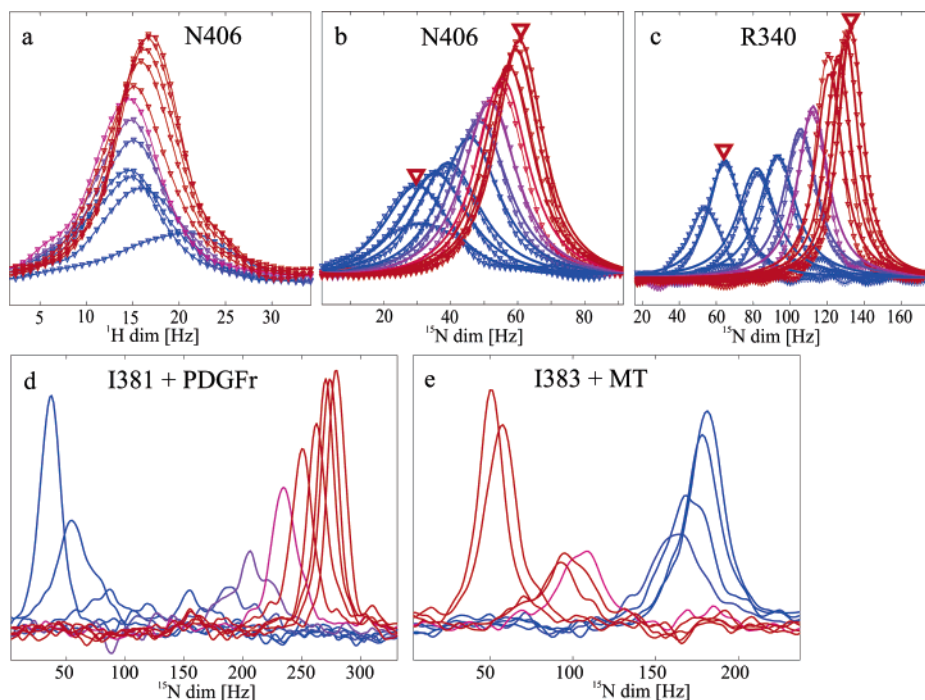 a N406
b N406
c R340
5 10 15 20 25 30
20 40 60 80
20 40 60 80 100 120 140 160
¹H dim [Hz]
¹⁵N dim [Hz]
¹⁵N dim [Hz]
d I381 + PDGFr
e I383 + MT
50 100 150 200 250 300
50 100 150 200
¹⁵N dim [Hz]
¹⁵N dim [Hz]